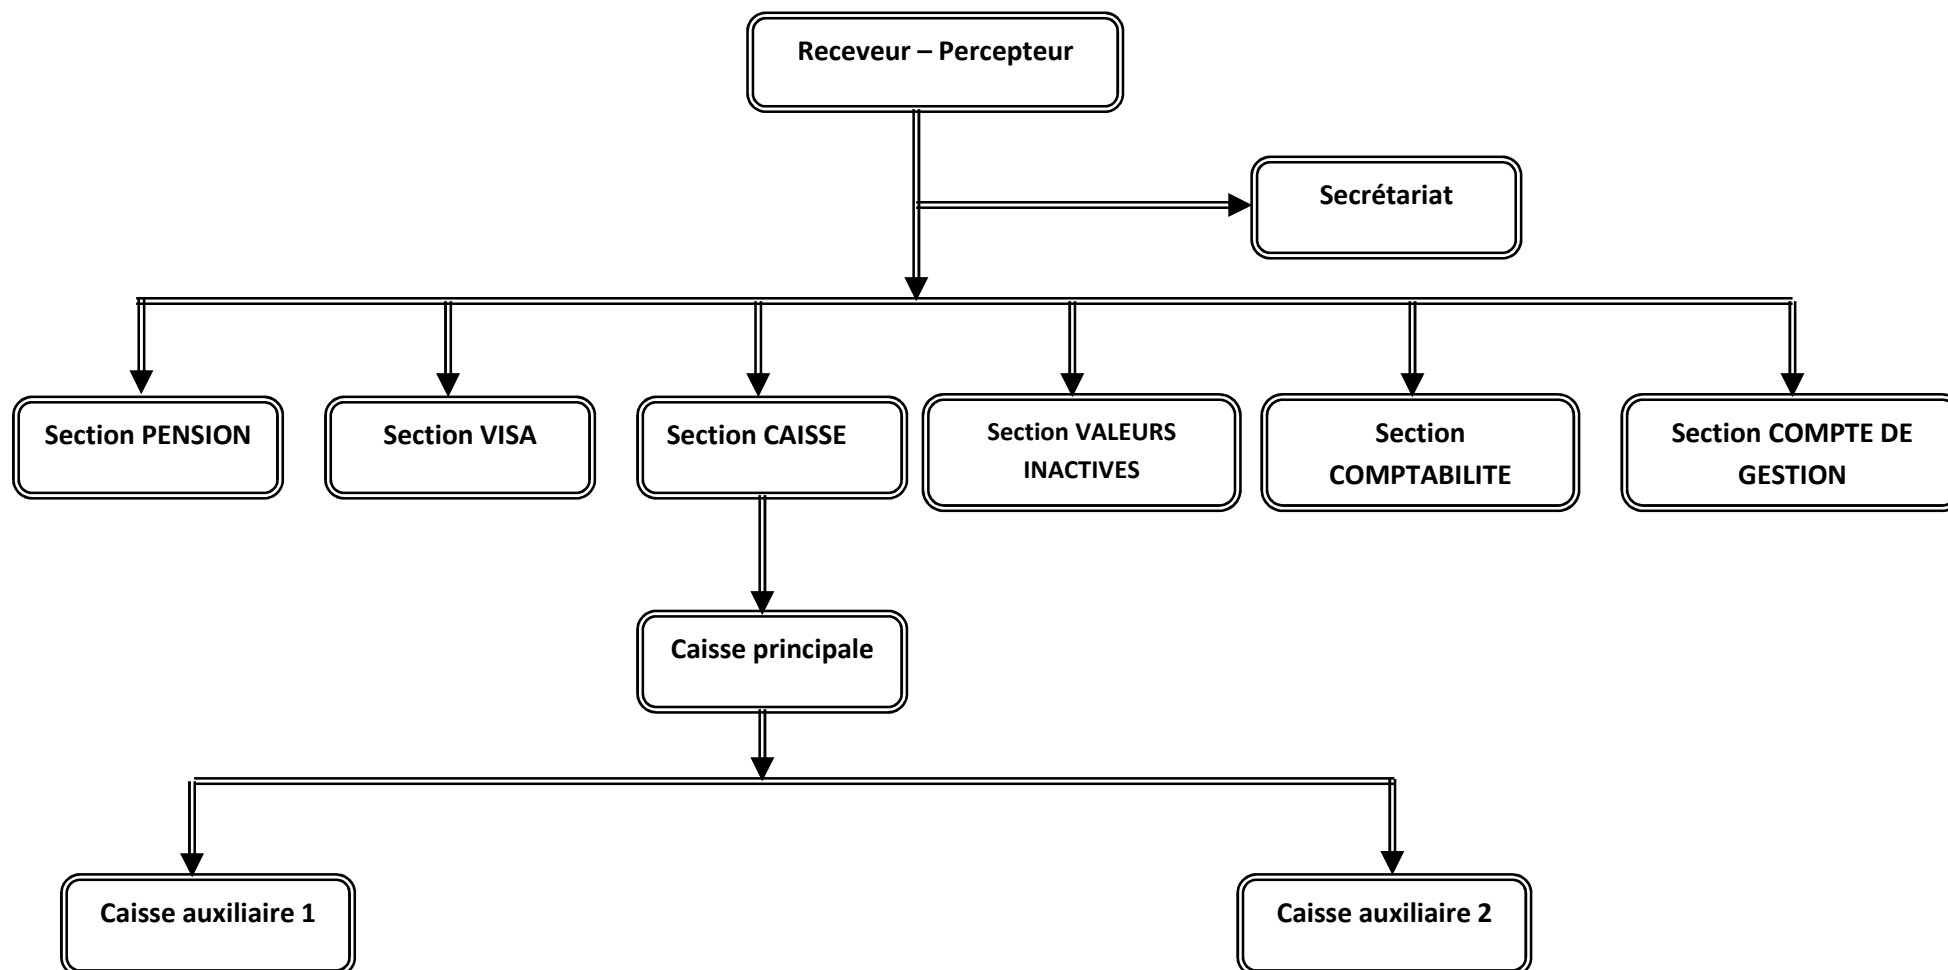 Receveur – Percepteur
Secrétariat
Section PENSION
Section VISA
Section CAISSE
Section VALEURS
INACTIVES
Section
COMPTABILITE
Section COMPTE DE
GESTION
Caisse principale
Caisse auxiliaire 1
Caisse auxiliaire 2